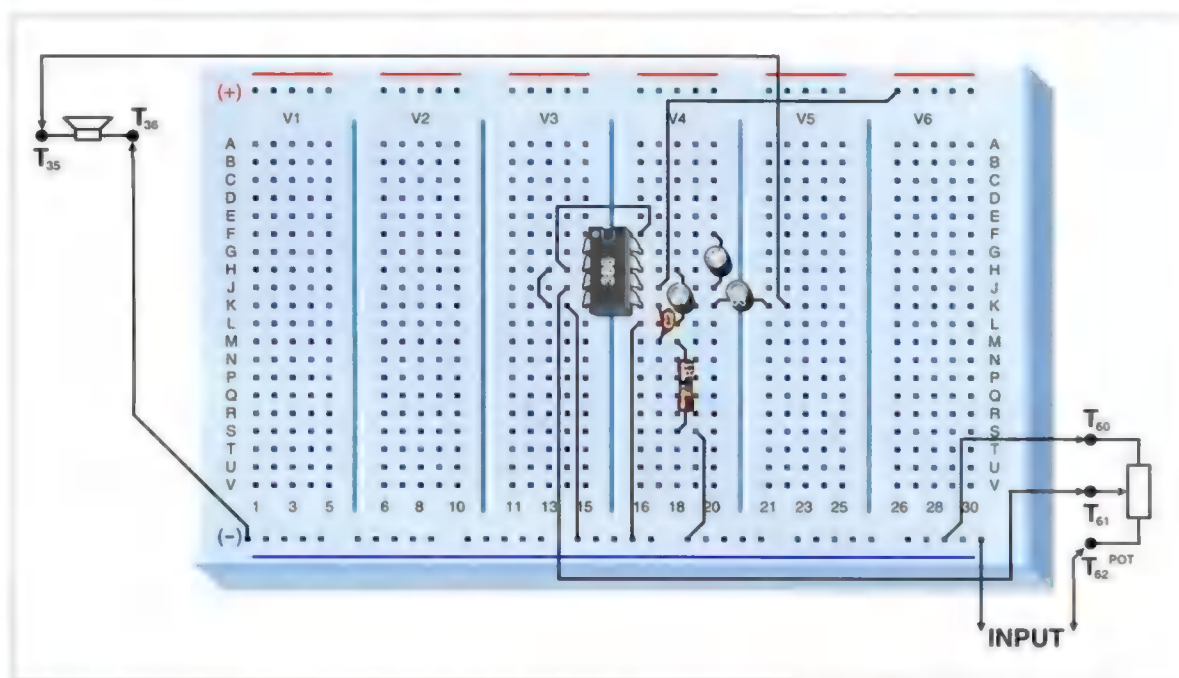 (+)
V1 V2 V3 V4 V5 V6
T36
T35
A A
B B
C C
D D
E E
F F
G G
H H
J J
K K
L L
M M
N N
P P
Q Q
R R
S S
T T
U U
V V
1 3 5 6 8 10 11 13 15 16 18 20 21 23 25 26 28 30
(−)
T60
T61
T62 POT
INPUT